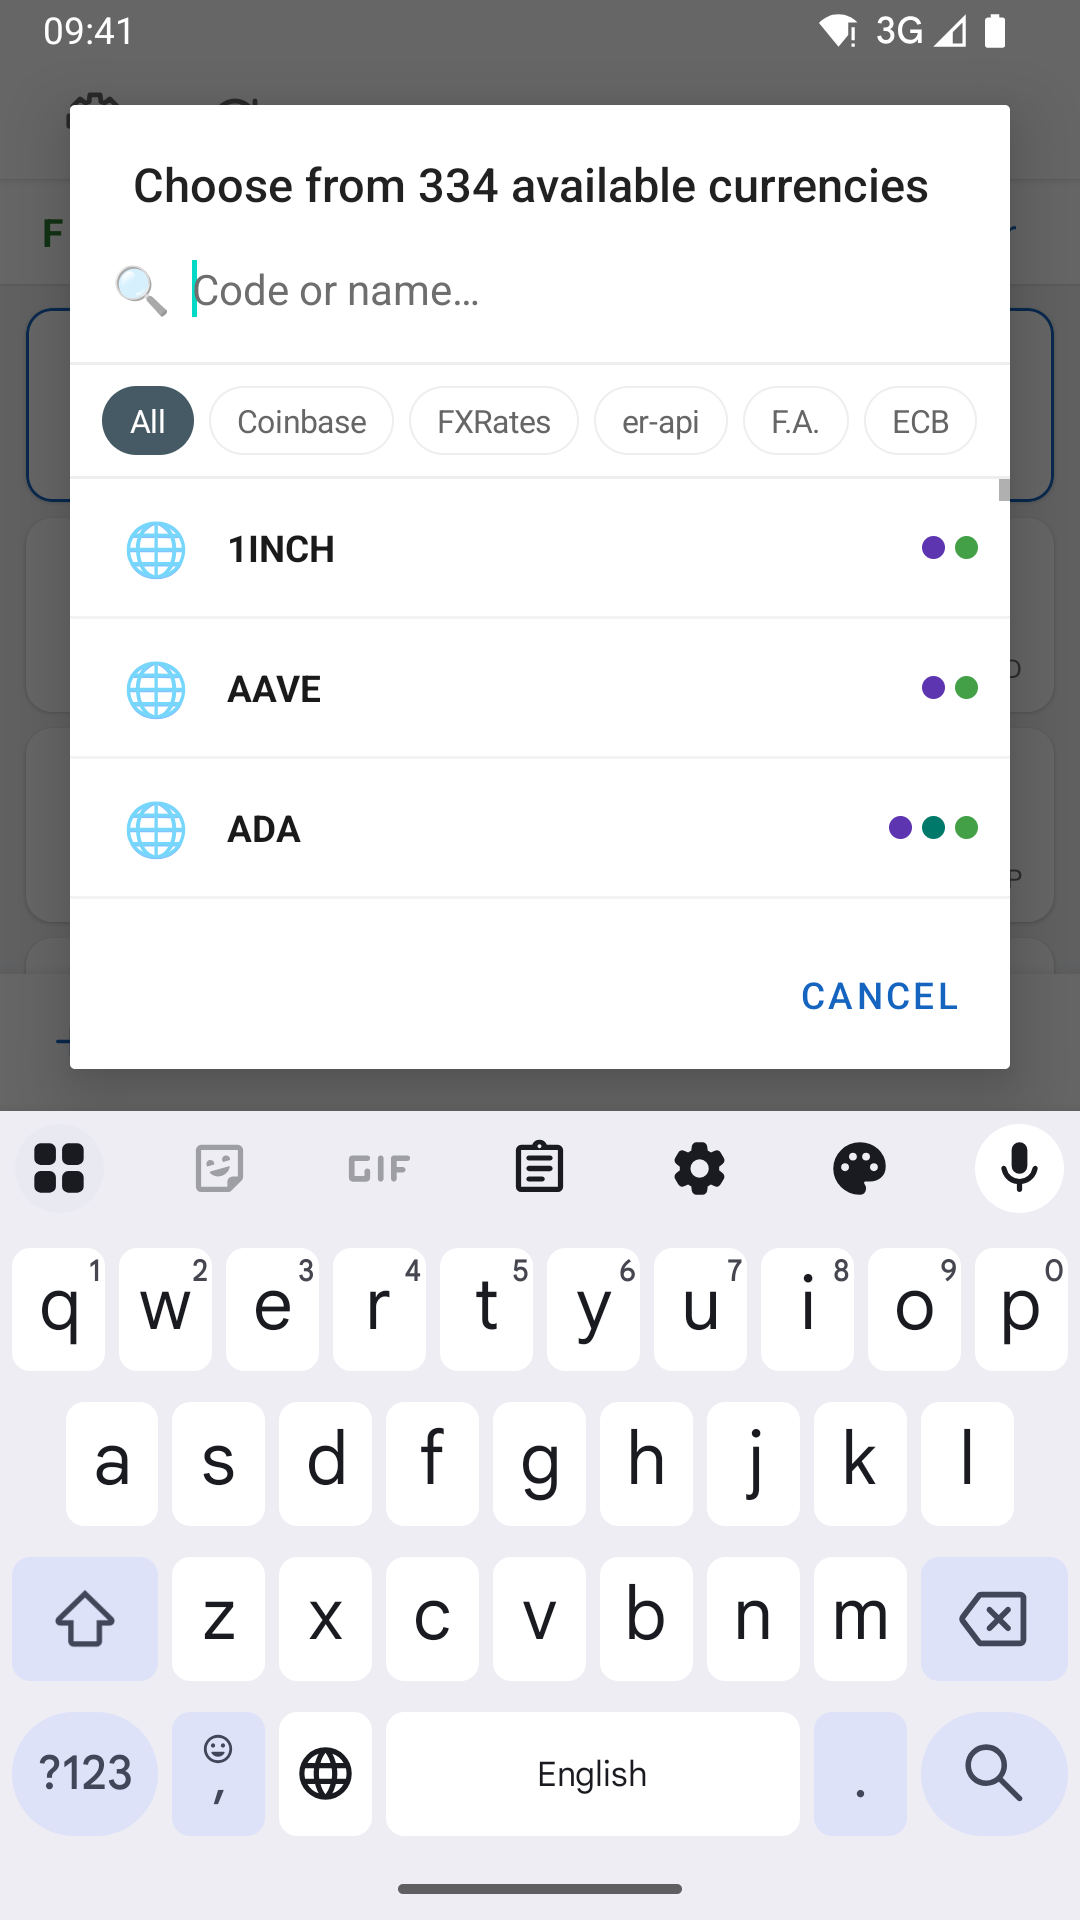 09:41
3G
F
Choose from 334 available currencies
Code or name...
All
Coinbase
FXRates
er-api
F.A.
ECB
1INCH
AAVE
ADA
P
CANCEL
GIF
q 1 w 2 e 3 r 4 t 5 y 6 u 7 i 8 o 9 p 0
a s d f g h j k l
z x c v b n m
?123 , English .